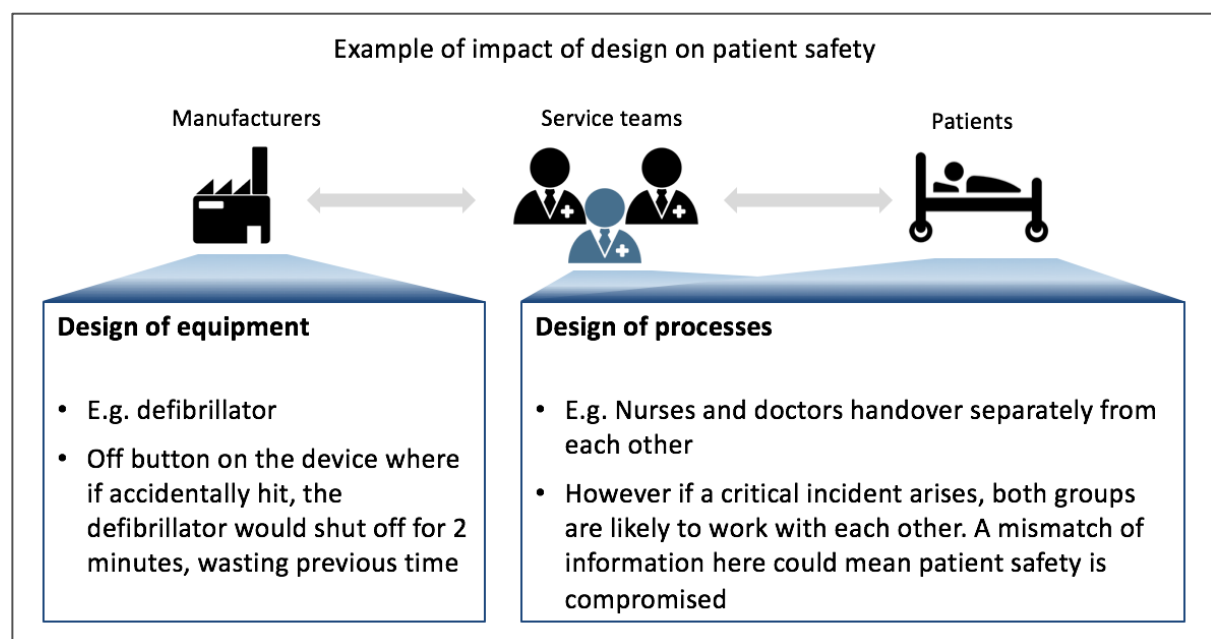 Example of impact of design on patient safety
Manufacturers
Service teams
Patients
Design of equipment
• E.g. defibrillator
• Off button on the device where
if accidentally hit, the
defibrillator would shut off for 2
minutes, wasting previous time
Design of processes
• E.g. Nurses and doctors handover separately from
each other
• However if a critical incident arises, both groups
are likely to work with each other. A mismatch of
information here could mean patient safety is
compromised